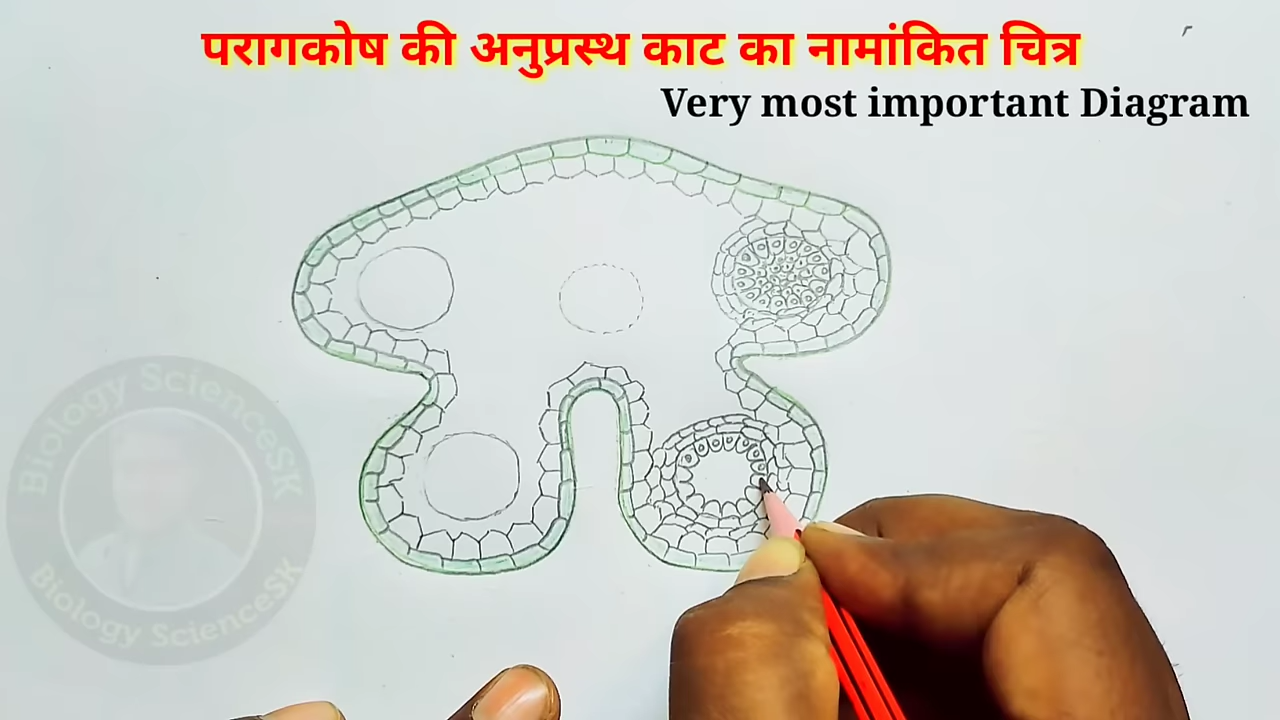 परागकोष की अनुप्रस्थ काट का नामांकित चित्र
Very most important Diagram
Biology ScienceSK
Biology ScienceSK